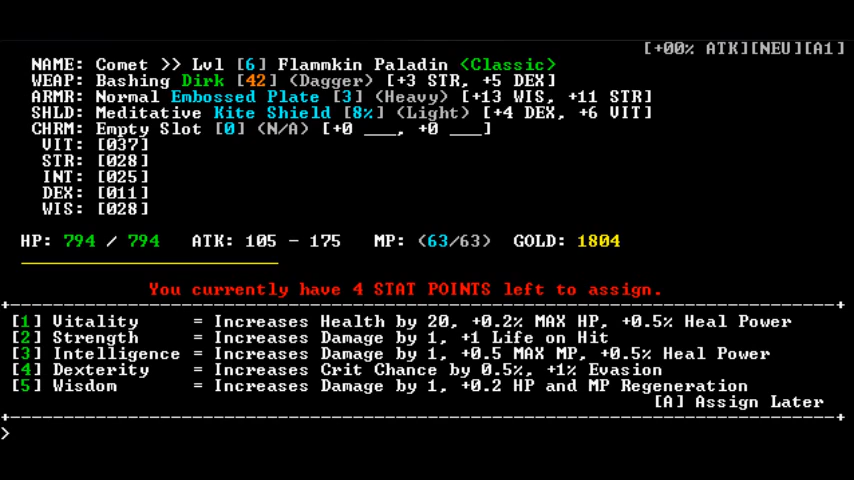 [+00% ATK][NEU][A1]
NAME: Comet >> Lvl [6] Flammkin Paladin <Classic>
WEAP: Bashing Dirk [42] (Dagger) [+3 STR, +5 DEX]
ARMR: Normal Embossed Plate [3] (Heavy) [+13 WIS, +11 STR]
SHLD: Meditative Kite Shield [8%] (Light) [+4 DEX, +6 VIT]
CHRM: Empty Slot [0] (N/A) [+0 ___, +0 ___]
VIT: [037]
STR: [028]
INT: [025]
DEX: [011]
WIS: [028]
HP: 794 / 794 ATK: 105 - 175 MP: (63/63) GOLD: 1804
You currently have 4 STAT POINTS left to assign.
[1] Vitality = Increases Health by 20, +0.2% MAX HP, +0.5% Heal Power
[2] Strength = Increases Damage by 1, +1 Life on Hit
[3] Intelligence = Increases Damage by 1, +0.5 MAX MP, +0.5% Heal Power
[4] Dexterity = Increases Crit Chance by 0.5%, +1% Evasion
[5] Wisdom = Increases Damage by 1, +0.2 HP and MP Regeneration
[A] Assign Later
>